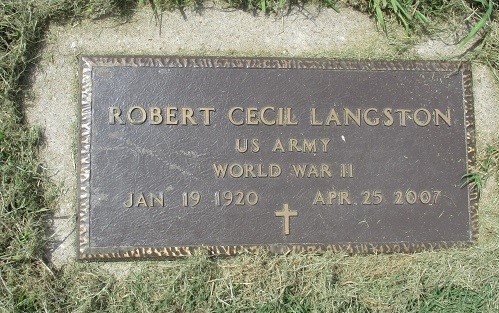 ROBERT CECIL LANGSTON
US ARMY
WORLD WAR II
JAN. 19 1920 APR. 25 2007